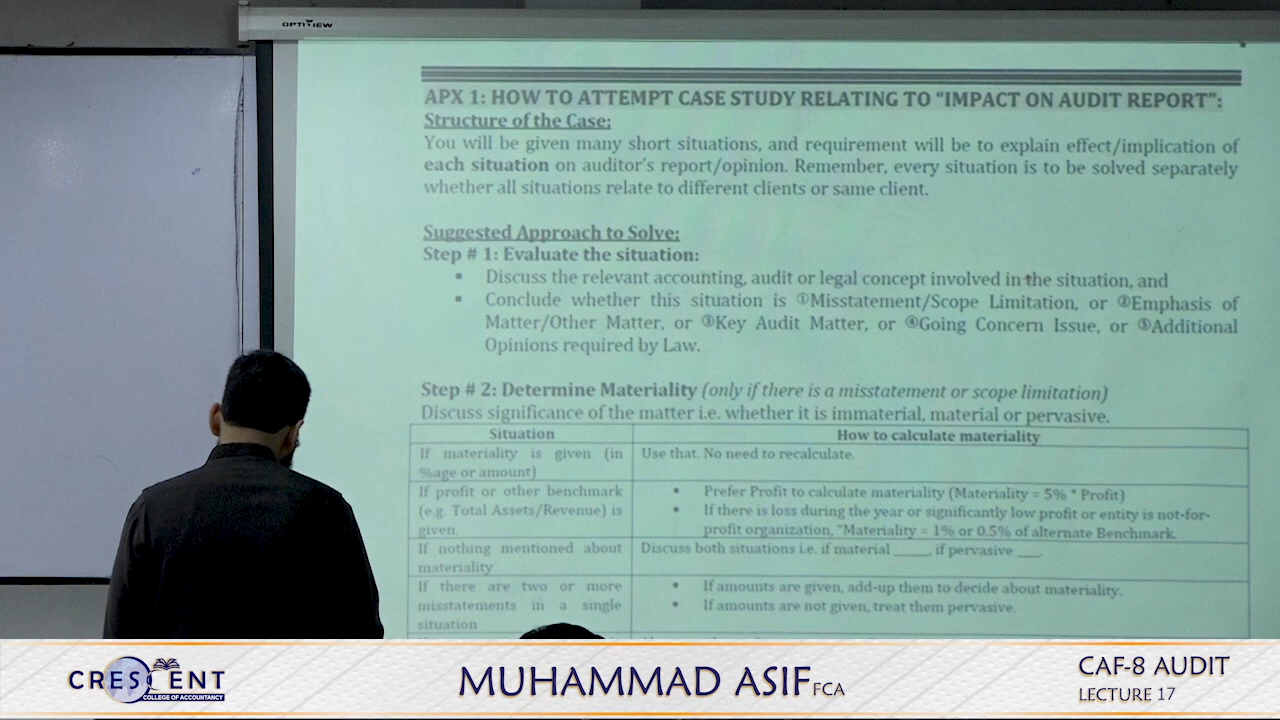 OPTIVIEW
APX 1: HOW TO ATTEMPT CASE STUDY RELATING TO “IMPACT ON AUDIT REPORT”:
Structure of the Case:
You will be given many short situations, and requirement will be to explain effect/implication of
each situation on auditor's report/opinion. Remember, every situation is to be solved separately
whether all situations relate to different clients or same client.
Suggested Approach to Solve:
Step # 1: Evaluate the situation:
• Discuss the relevant accounting, audit or legal concept involved in the situation, and
• Conclude whether this situation is ①Misstatement/Scope Limitation, or ②Emphasis of
Matter/Other Matter, or ③Key Audit Matter, or ④Going Concern Issue, or ⑤Additional
Opinions required by Law.
Step # 2: Determine Materiality (only if there is a misstatement or scope limitation)
Discuss significance of the matter i.e. whether it is immaterial, material or pervasive.
Situation How to calculate materiality
If materiality is given (in Use that. No need to recalculate.
%age or amount)
If profit or other benchmark • Prefer Profit to calculate materiality (Materiality = 5% * Profit)
(e.g. Total Assets/Revenue) is • If there is loss during the year or significantly low profit or entity is not-for-
given. profit organization, "Materiality = 1% or 0.5% of alternate Benchmark.
If nothing mentioned about Discuss both situations i.e. if material _____, if pervasive ___.
materiality
If there are two or more • If amounts are given, add-up them to decide about materiality.
misstatements in a single • If amounts are not given, treat them pervasive.
situation
CRESCENT
COLLEGE OF ACCOUNTANCY
MUHAMMAD ASIF FCA
CAF-8 AUDIT
LECTURE 17